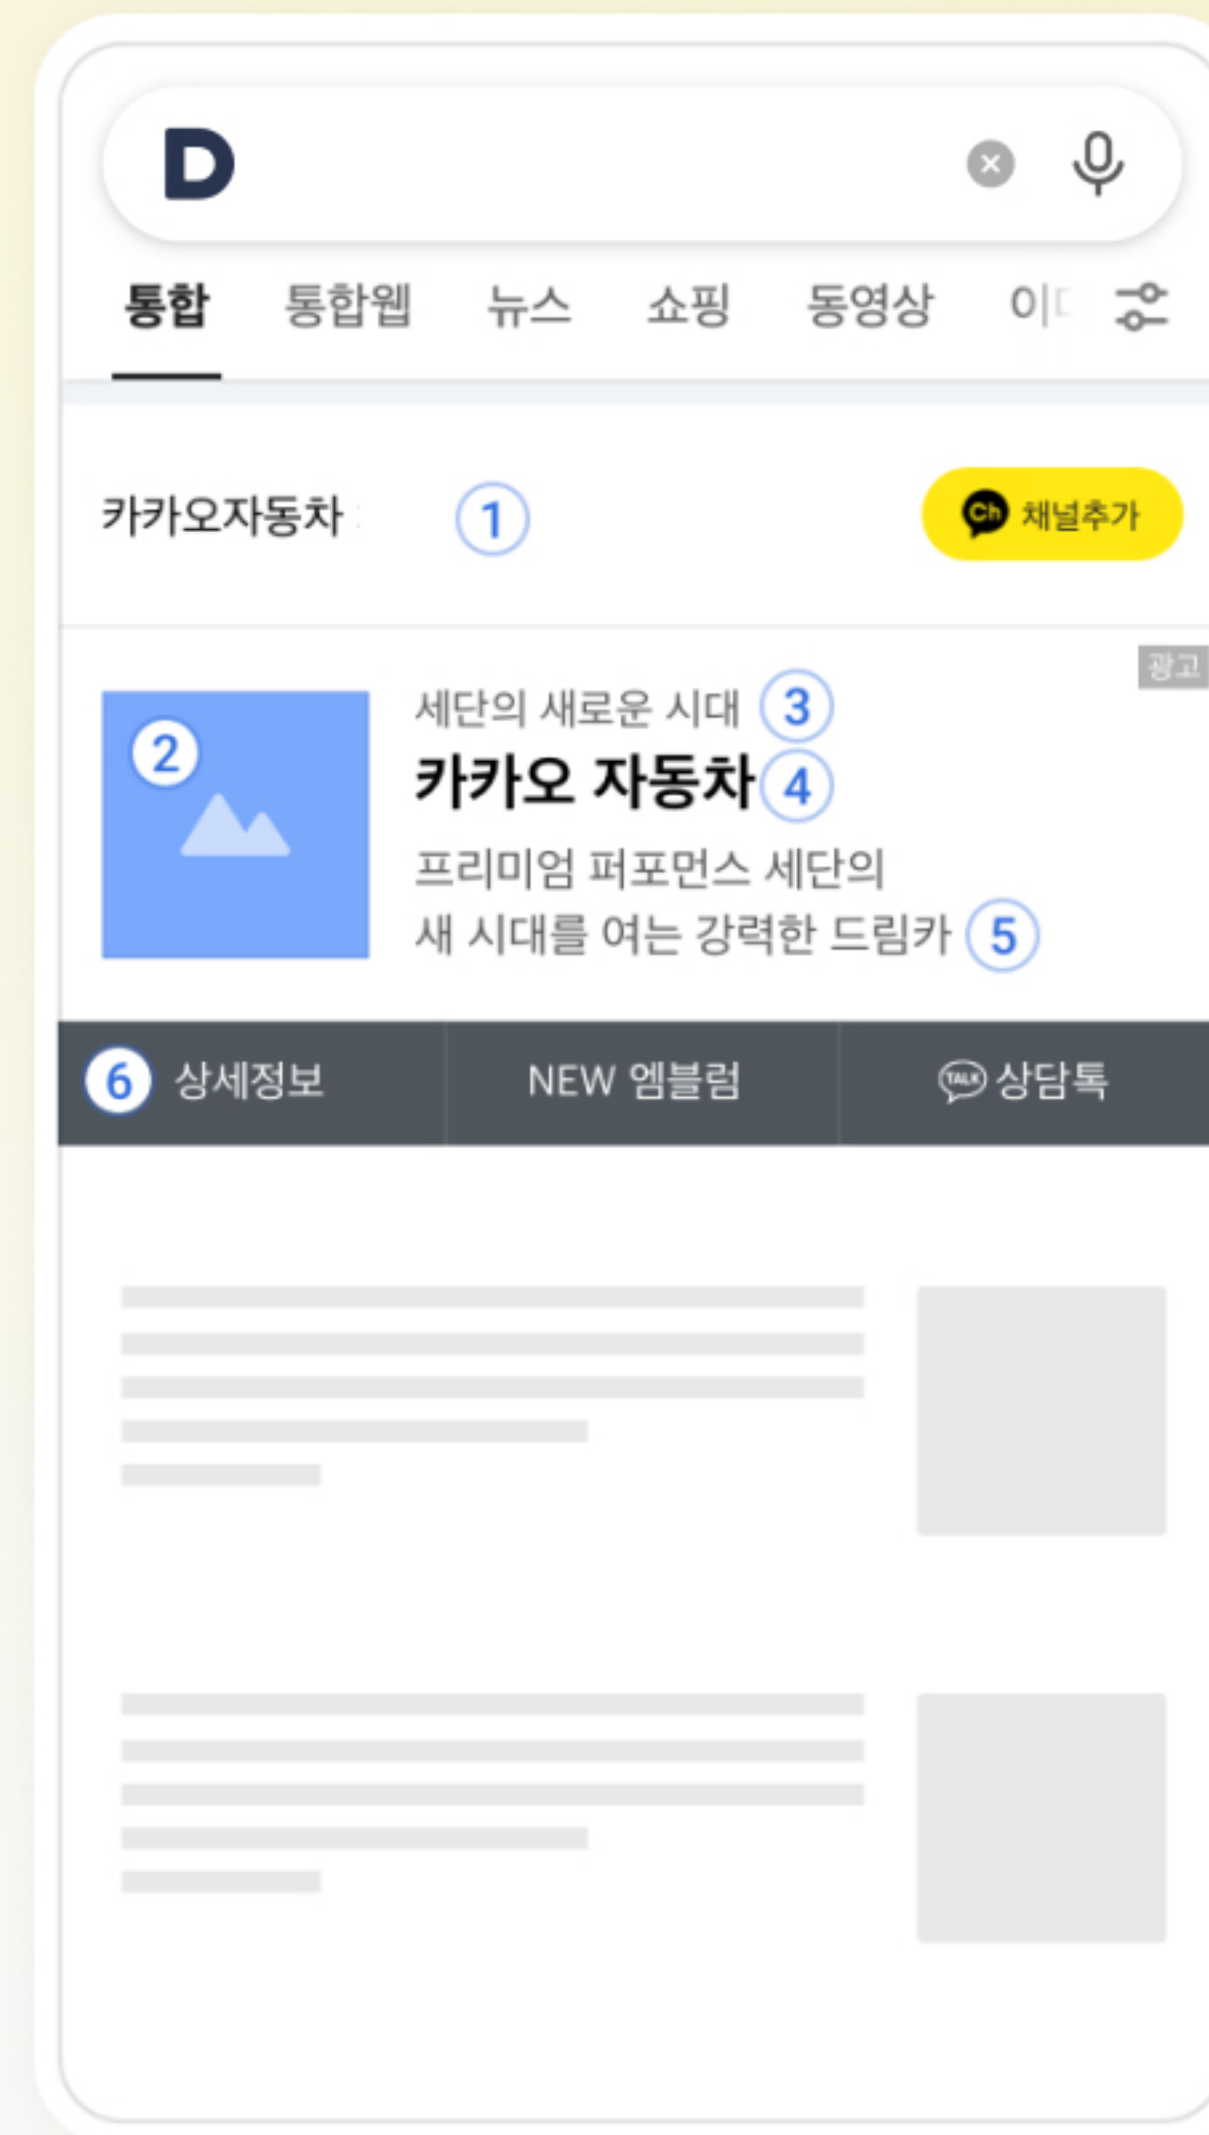 D
통합 통합웹 뉴스 쇼핑 동영상
카카오자동차 1 Ch 채널추가
광고
2
세단의 새로운 시대 3
카카오 자동차 4
프리미엄 퍼포먼스 세단의
새 시대를 여는 강력한 드림카 5
6 상세정보 NEW 엠블럼 TALK 상담톡